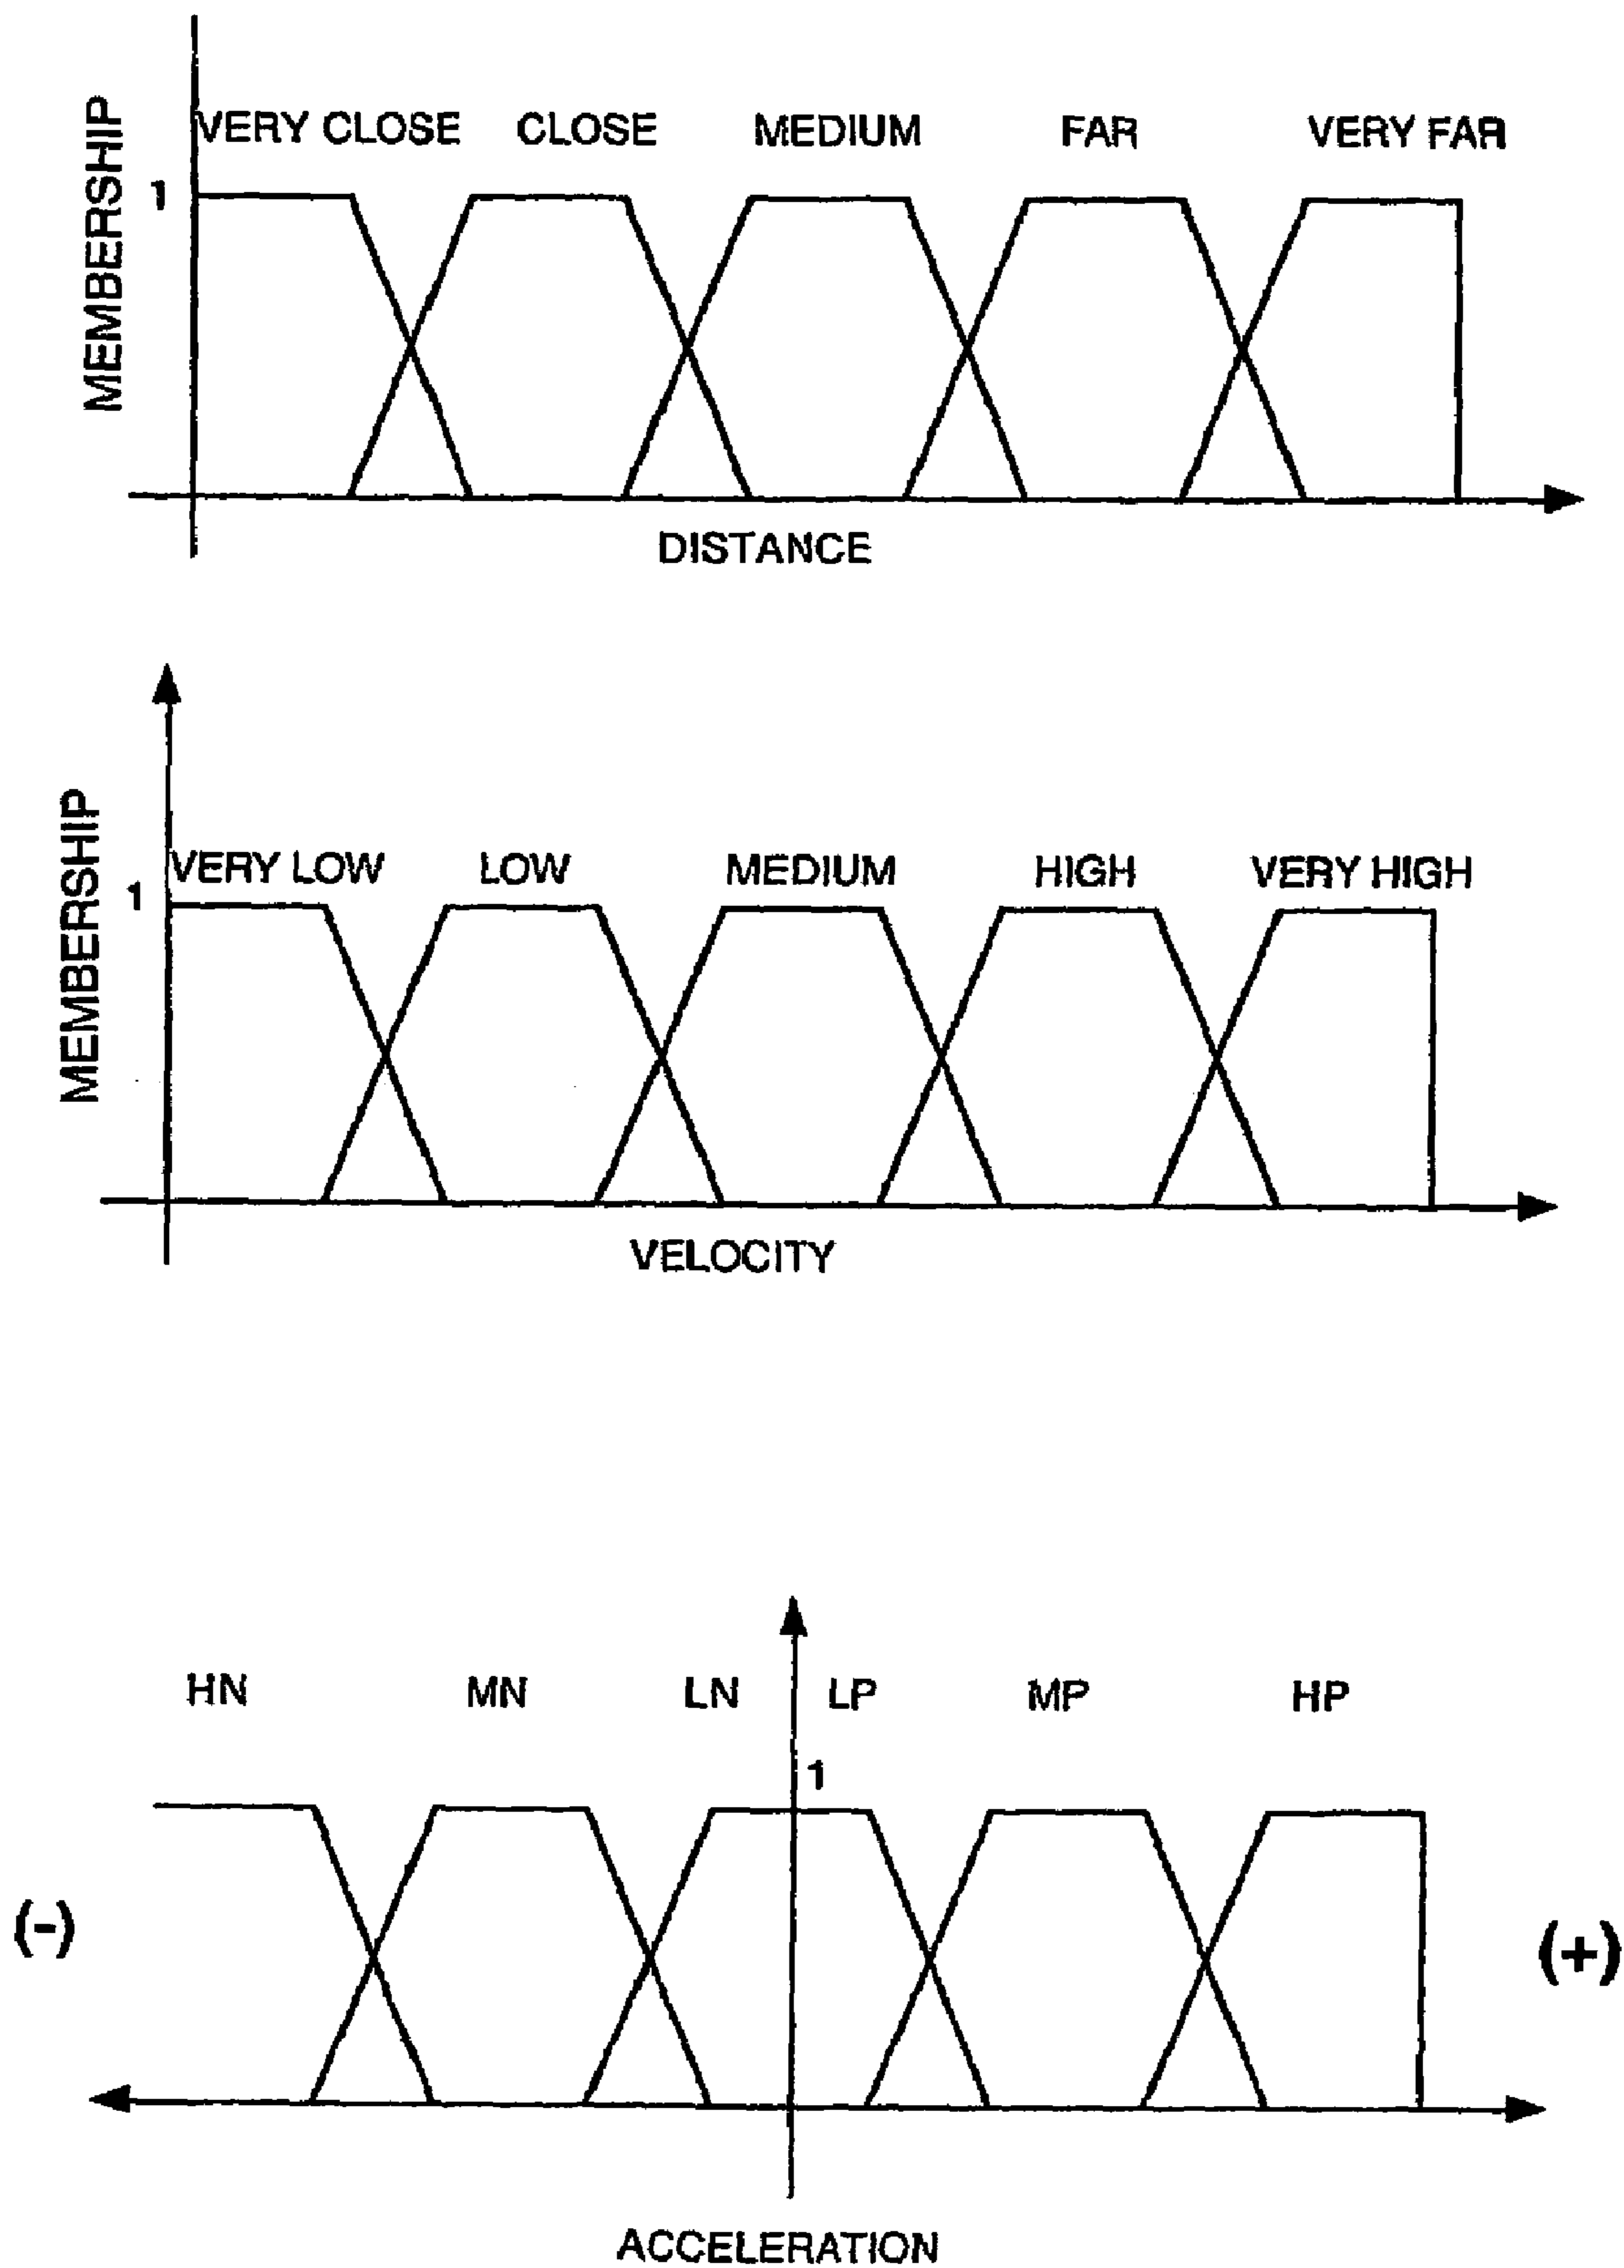 VERY CLOSE CLOSE MEDIUM FAR VERY FAR
1
MEMBERSHIP
DISTANCE
VERY LOW LOW MEDIUM HIGH VERY HIGH
1
MEMBERSHIP
VELOCITY
HN MN LN LP MP HP
1
(-) (+)
ACCELERATION